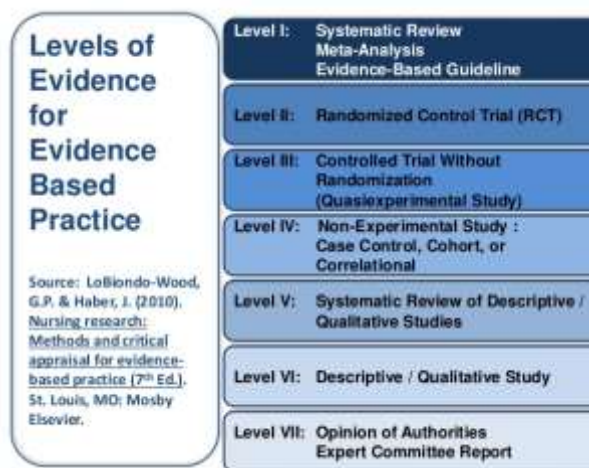 Levels of
Evidence
for
Evidence
Based
Practice
Source: LoBiondo-Wood,
G.P. & Haber, J. (2010).
Nursing research:
Methods and critical
appraisal for evidence-
based practice (7th Ed.).
St. Louis, MO: Mosby
Elsevier.
Level I: Systematic Review
Meta-Analysis
Evidence-Based Guideline
Level II: Randomized Control Trial (RCT)
Level III: Controlled Trial Without
Randomization
(Quasiexperimental Study)
Level IV: Non-Experimental Study :
Case Control, Cohort, or
Correlational
Level V: Systematic Review of Descriptive /
Qualitative Studies
Level VI: Descriptive / Qualitative Study
Level VII: Opinion of Authorities
Expert Committee Report